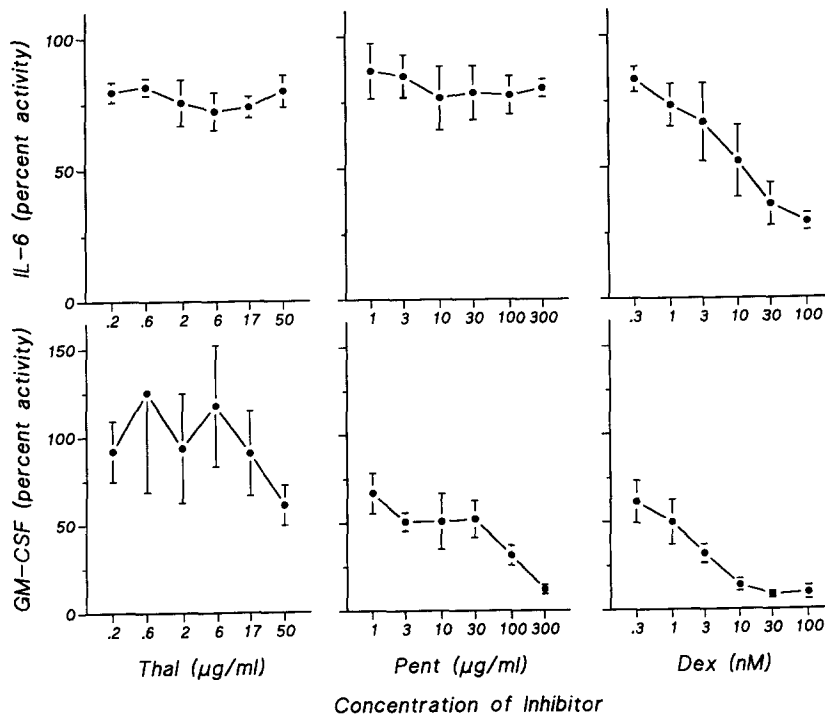 IL-6 (percent activity)
100
50
0
.2 .6 2 6 17 50
1 3 10 30 100 300
.3 1 3 10 30 100
GM-CSF (percent activity)
150
100
50
0
.2 .6 2 6 17 50
1 3 10 30 100 300
.3 1 3 10 30 100
Thal (µg/ml)
Pent (µg/ml)
Dex (nM)
Concentration of Inhibitor